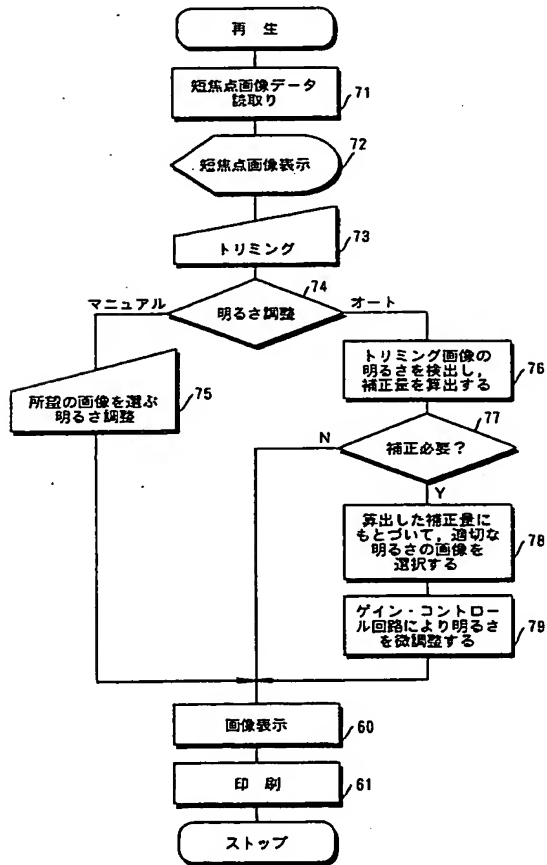 再 生
短焦点画像データ
読取り
71
短焦点画像表示
72
トリミング
73
明るさ調整
74
マニュアル
オート
所望の画像を選ぶ
明るさ調整
75
トリミング画像の
明るさを検出し,
補正量を算出する
76
補正必要?
77
N
Y
算出した補正量に
もとづいて,適切な
明るさの画像を
選択する
78
ゲイン・コントロ
ール回路により明るさ
を微調整する
79
画像表示
60
印 刷
61
ストップ